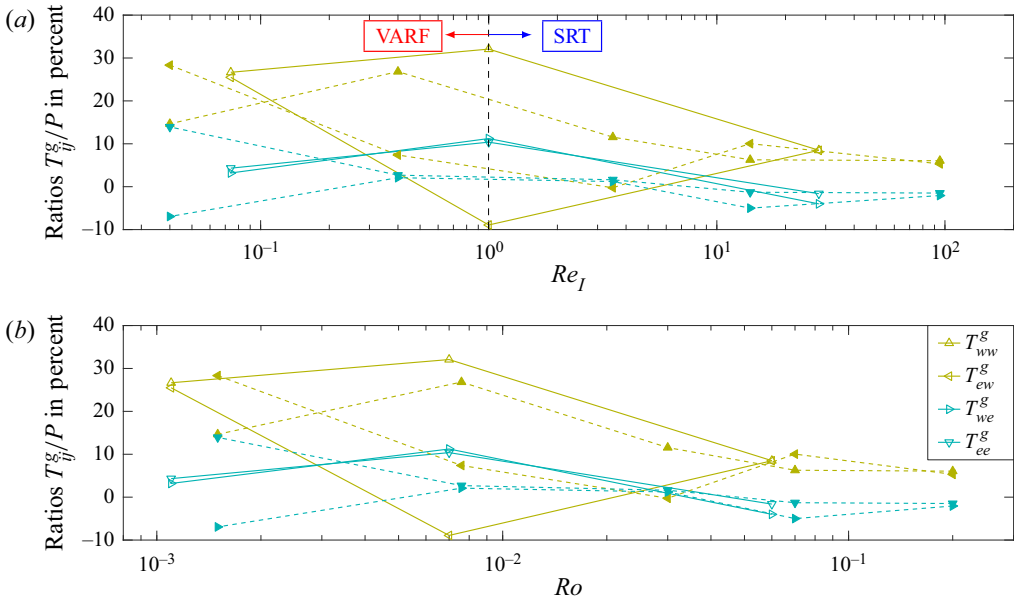 (a)
VARF
SRT
40
30
20
10
0
−10
Ratios T^g_ij/P in percent
10^−1
10^0
10^1
10^2
Re_I
(b)
40
30
20
10
0
−10
Ratios T^g_ij/P in percent
T^g_ww
T^g_ew
T^g_we
T^g_ee
10^−3
10^−2
10^−1
Ro